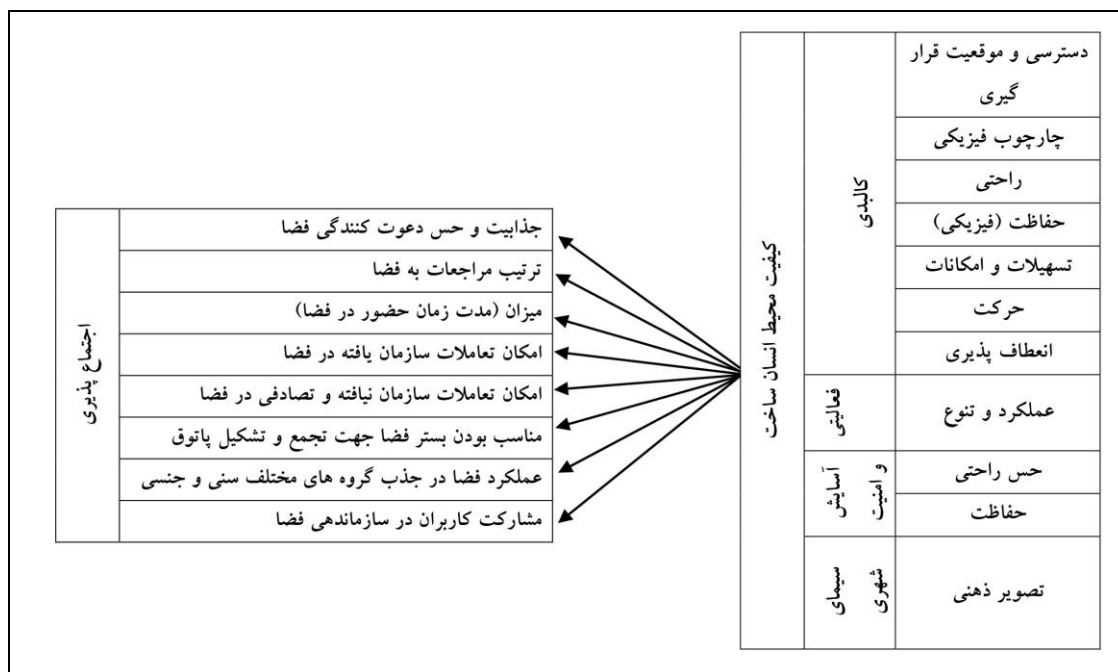 کیفیت محیط انسان ساخت
کالبدی
دسترسی و موقعیت قرار
گیری
چارچوب فیزیکی
راحتی
حفاظت (فیزیکی)
تسهیلات و امکانات
حرکت
انعطاف پذیری
فعالیتی
عملکرد و تنوع
آسایش
و امنیت
حس راحتی
حفاظت
سیمای
شهری
تصویر ذهنی
جذابیت و حس دعوت کنندگی فضا
ترتیب مراجعات به فضا
میزان (مدت زمان حضور در فضا)
امکان تعاملات سازمان یافته در فضا
امکان تعاملات سازمان نیافته و تصادفی در فضا
مناسب بودن بستر فضا جهت تجمع و تشکیل پاتوق
عملکرد فضا در جذب گروه های مختلف سنی و جنسی
مشارکت کاربران در سازماندهی فضا
اجتماع پذیری